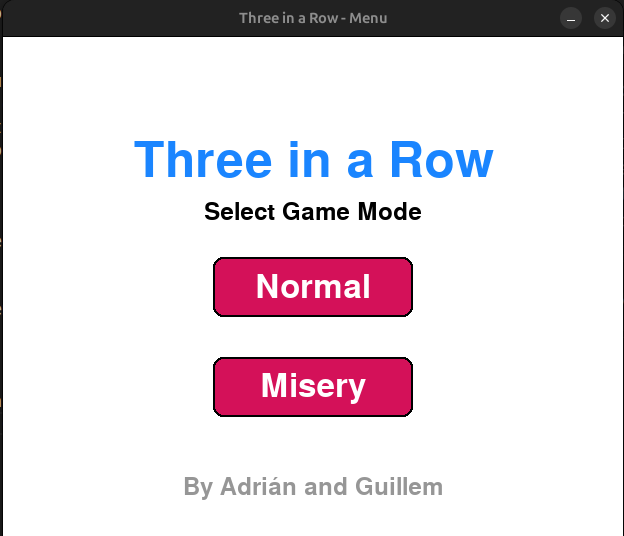 Three in a Row - Menu
Three in a Row
Select Game Mode
Normal
Misery
By Adrián and Guillem